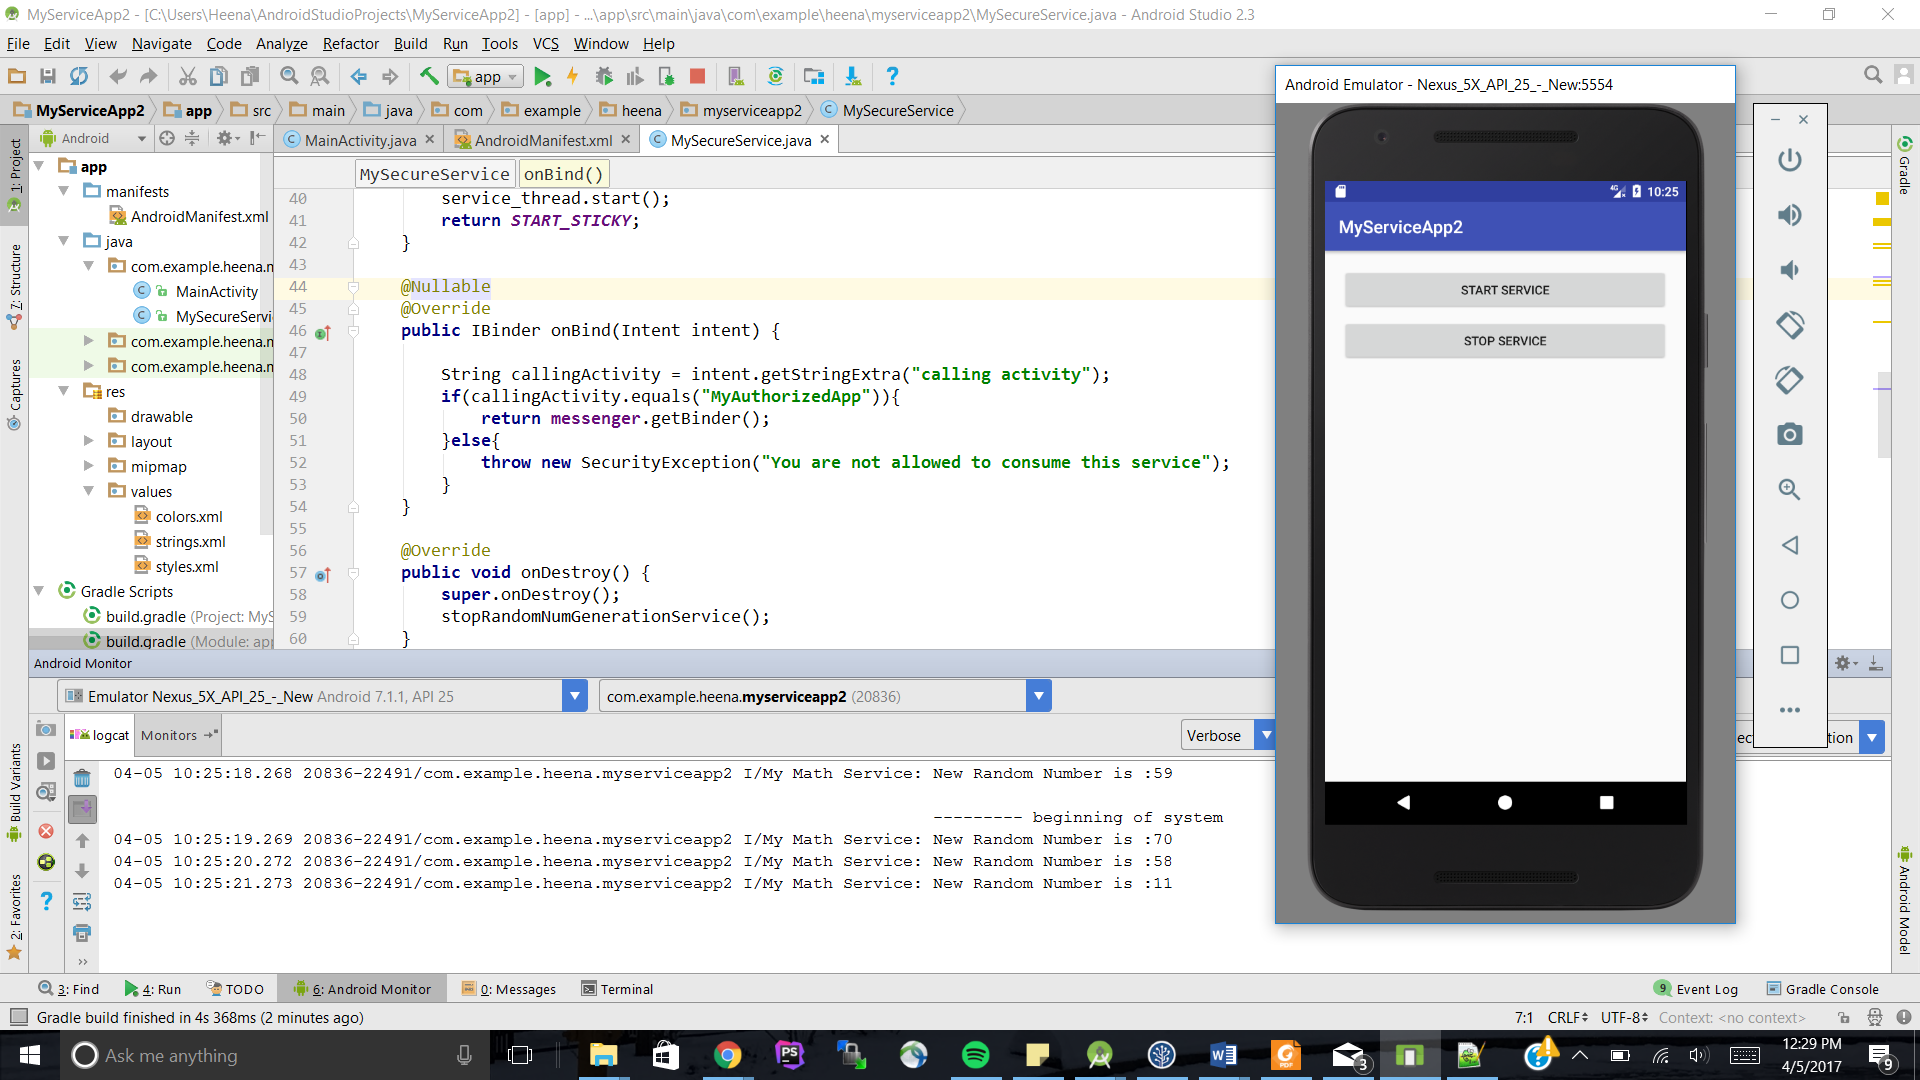 MyServiceApp2 - [C:\Users\Heena\AndroidStudioProjects\MyServiceApp2] - [app] - ...\app\src\main\java\com\example\heena\myserviceapp2\MySecureService.java - Android Studio 2.3
File Edit View Navigate Code Analyze Refactor Build Run Tools VCS Window Help
app
MyServiceApp2 app src main java com example heena myserviceapp2 MySecureService
Android
MainActivity.java AndroidManifest.xml MySecureService.java
1: Project
7: Structure
Captures
Build Variants
2: Favorites
app
manifests
AndroidManifest.xml
java
com.example.heena.m
MainActivity
MySecureServi
com.example.heena.m
com.example.heena.m
res
drawable
layout
mipmap
values
colors.xml
strings.xml
styles.xml
Gradle Scripts
build.gradle (Project: MyS
build.gradle (Module: app
MySecureService onBind()
40 service_thread.start();
41 return START_STICKY;
42 }
43
44 @Nullable
45 @Override
46 public IBinder onBind(Intent intent) {
47
48 String callingActivity = intent.getStringExtra("calling activity");
49 if(callingActivity.equals("MyAuthorizedApp")){
50 return messenger.getBinder();
51 }else{
52 throw new SecurityException("You are not allowed to consume this service");
53 }
54 }
55
56 @Override
57 public void onDestroy() {
58 super.onDestroy();
59 stopRandomNumGenerationService();
60 }
Android Emulator - Nexus_5X_API_25_-_New:5554
4G 10:25
MyServiceApp2
START SERVICE
STOP SERVICE
Gradle
Android Model
Android Monitor
Emulator Nexus_5X_API_25_-_New Android 7.1.1, API 25
com.example.heena.myserviceapp2 (20836)
logcat Monitors
Verbose
tion
04-05 10:25:18.268 20836-22491/com.example.heena.myserviceapp2 I/My Math Service: New Random Number is :59
--------- beginning of system
04-05 10:25:19.269 20836-22491/com.example.heena.myserviceapp2 I/My Math Service: New Random Number is :70
04-05 10:25:20.272 20836-22491/com.example.heena.myserviceapp2 I/My Math Service: New Random Number is :58
04-05 10:25:21.273 20836-22491/com.example.heena.myserviceapp2 I/My Math Service: New Random Number is :11
3: Find 4: Run TODO 6: Android Monitor 0: Messages Terminal
9 Event Log Gradle Console
Gradle build finished in 4s 368ms (2 minutes ago)
7:1 CRLF UTF-8 Context: <no context>
Ask me anything
PS
W
PDF
3
12:29 PM
4/5/2017
9